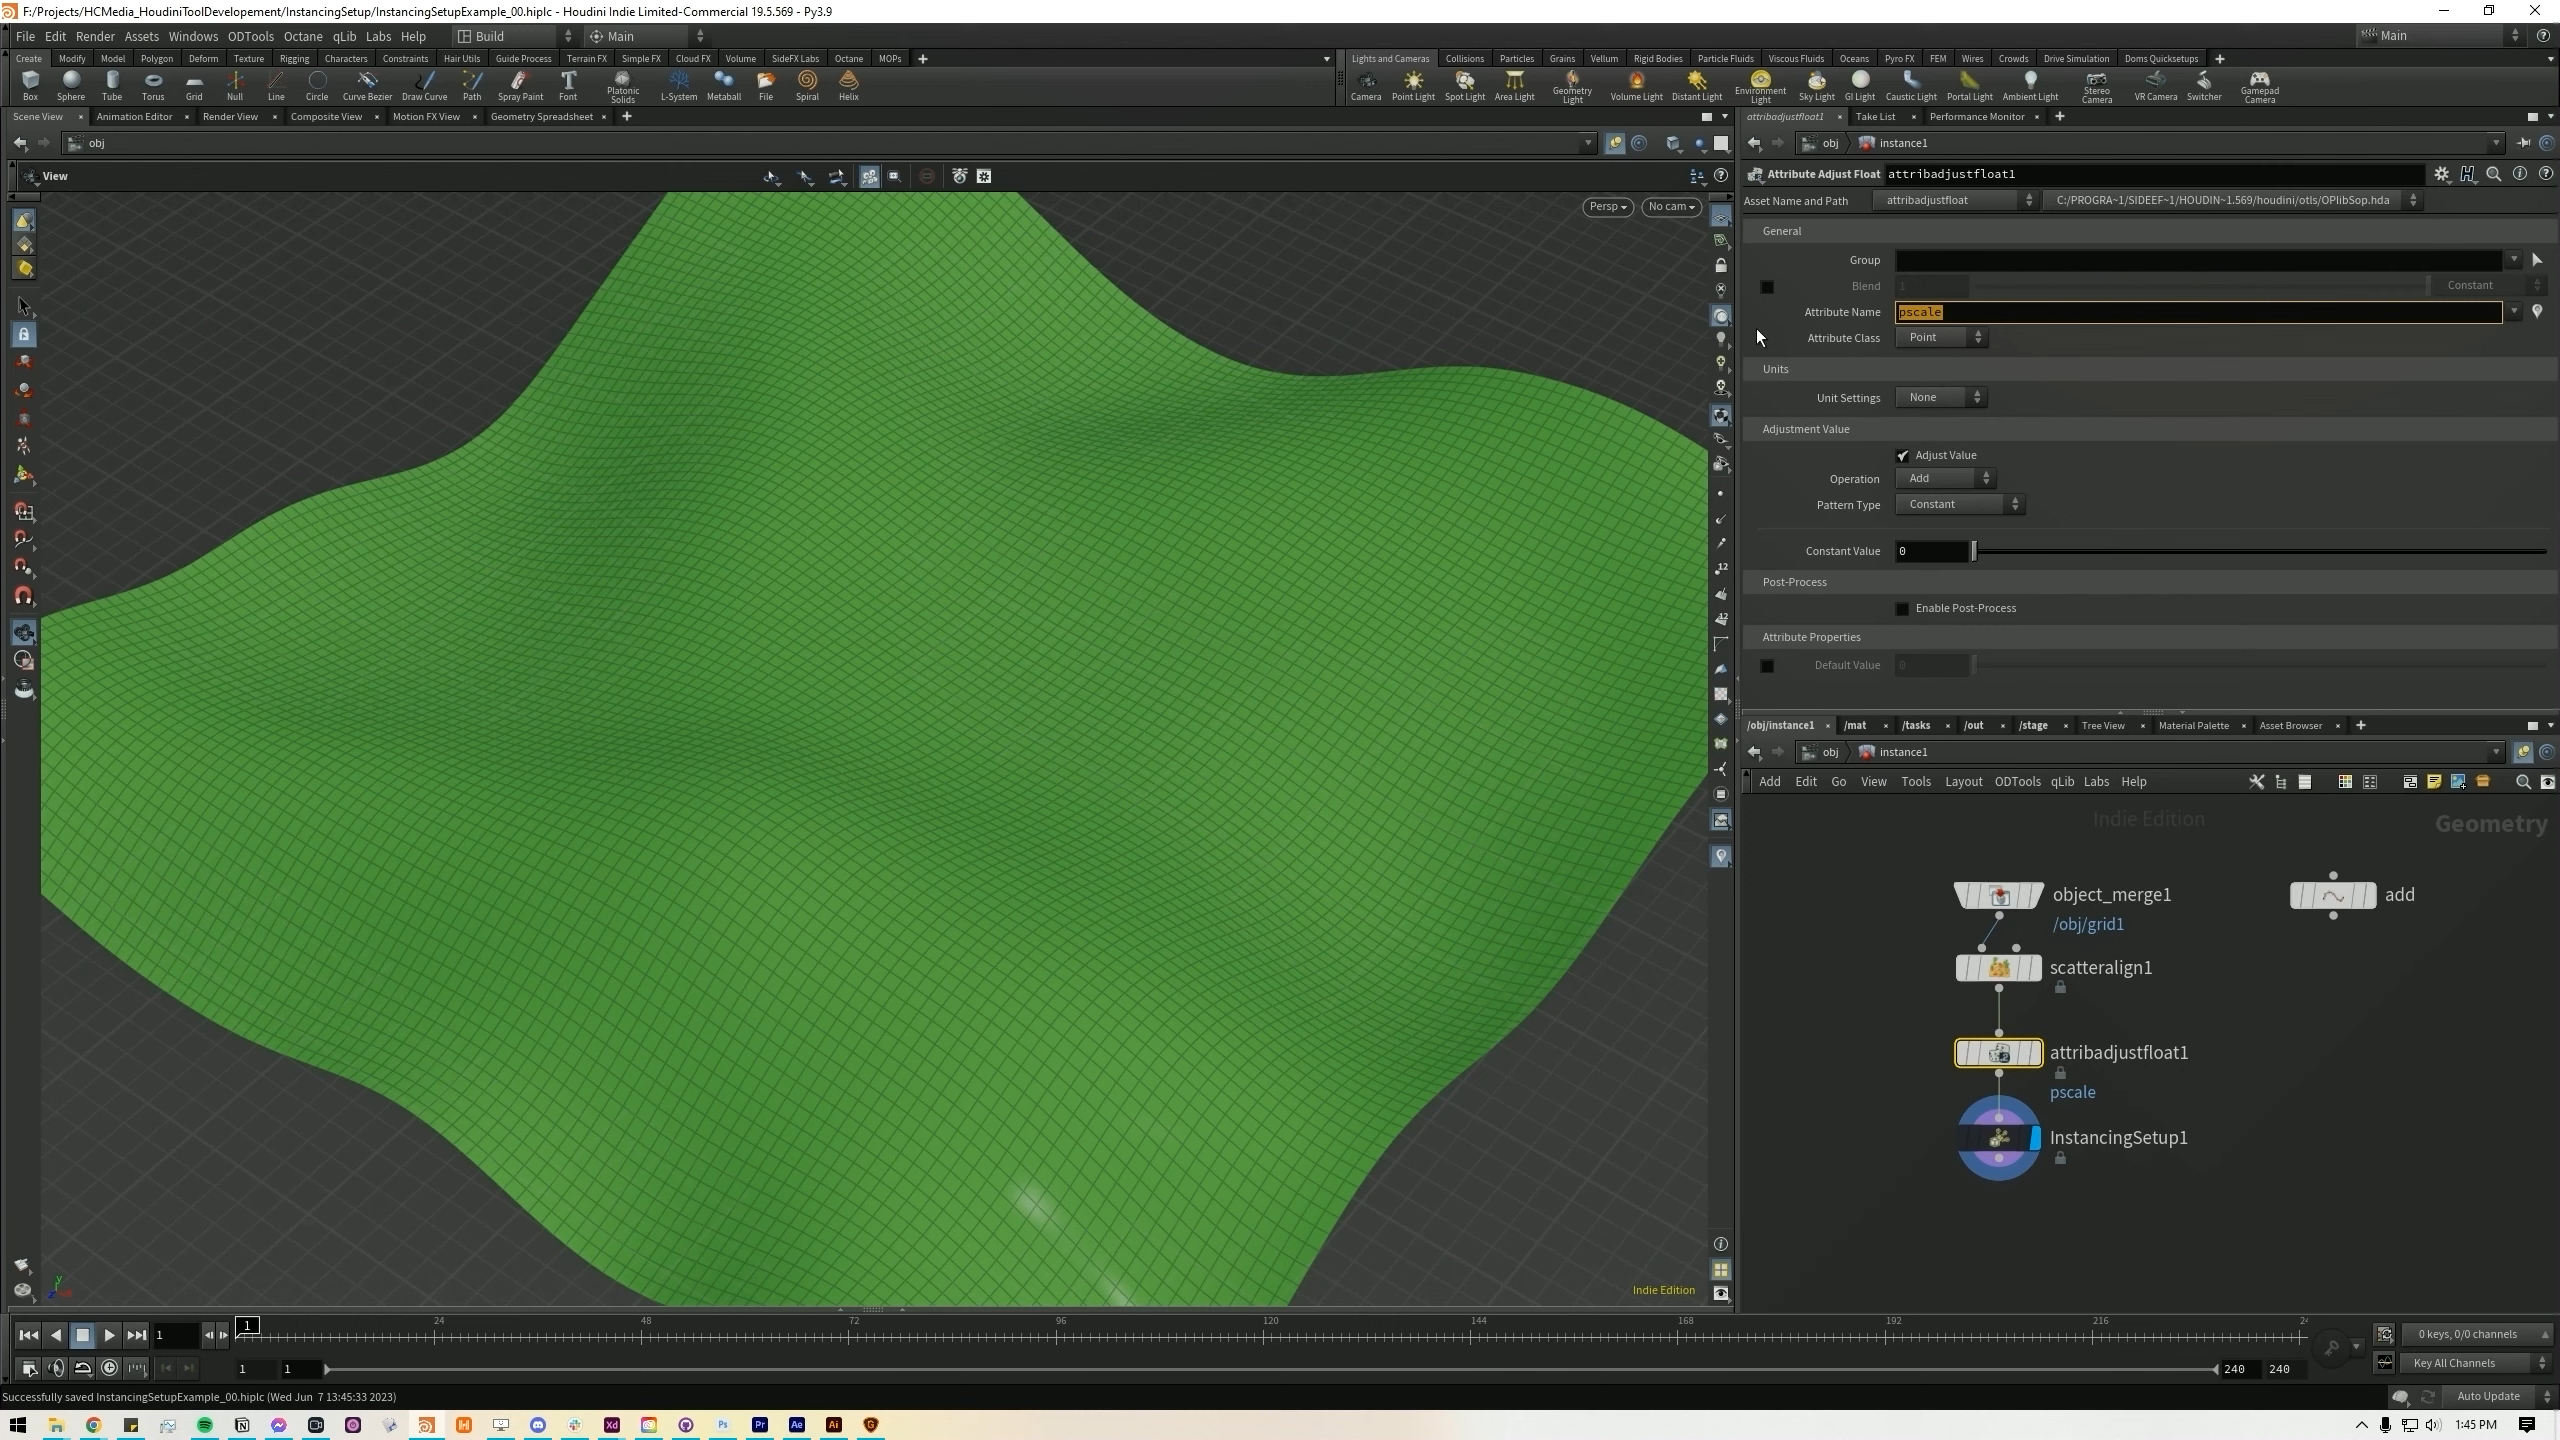 F:/Projects/HCMedia_HoudiniToolDevelopement/InstancingSetup/InstancingSetupExample_00.hiplc - Houdini Indie Limited-Commercial 19.5.569 - Py3.9
File Edit Render Assets Windows ODTools Octane qLib Labs Help Build Main Main
Create Modify Model Polygon Deform Texture Rigging Characters Constraints Hair Utils Guide Process Terrain FX Simple FX Cloud FX Volume SideFX Labs Octane MOPs
Lights and Cameras Collisions Particles Grains Vellum Rigid Bodies Particle Fluids Viscous Fluids Oceans Pyro FX FEM Wires Crowds Drive Simulation Doms Quicksetups
Box Sphere Tube Torus Grid Null Line Circle Curve Bezier Draw Curve Path Spray Paint Font Platonic Solids L-System Metaball File Spiral Helix
Camera Point Light Spot Light Area Light Geometry Light Volume Light Distant Light Environment Light Sky Light GI Light Caustic Light Portal Light Ambient Light Stereo Camera VR Camera Switcher Gamepad Camera
Scene View Animation Editor Render View Composite View Motion FX View Geometry Spreadsheet
attribadjustfloat1 Take List Performance Monitor
obj
obj instance1
View
Persp No cam
Attribute Adjust Float attribadjustfloat1
Asset Name and Path attribadjustfloat C:/PROGRA~1/SIDEEF~1/HOUDIN~1.569/houdini/otls/OPlibSop.hda
General
Group
Blend 1 Constant
Attribute Name pscale
Attribute Class Point
Units
Unit Settings None
Adjustment Value
Adjust Value
Operation Add
Pattern Type Constant
Constant Value 0
Post-Process
Enable Post-Process
Attribute Properties
Default Value 0
/obj/instance1 /mat /tasks /out /stage Tree View Material Palette Asset Browser
obj instance1
Add Edit Go View Tools Layout ODTools qLib Labs Help
Indie Edition
Geometry
object_merge1
/obj/grid1
add
scatteralign1
attribadjustfloat1
pscale
InstancingSetup1
Indie Edition
1 1 24 48 72 96 120 144 168 192 216
0 keys, 0/0 channels
1 1 240 240
Key All Channels
Successfully saved InstancingSetupExample_00.hiplc (Wed Jun 7 13:45:33 2023)
Auto Update
1:45 PM